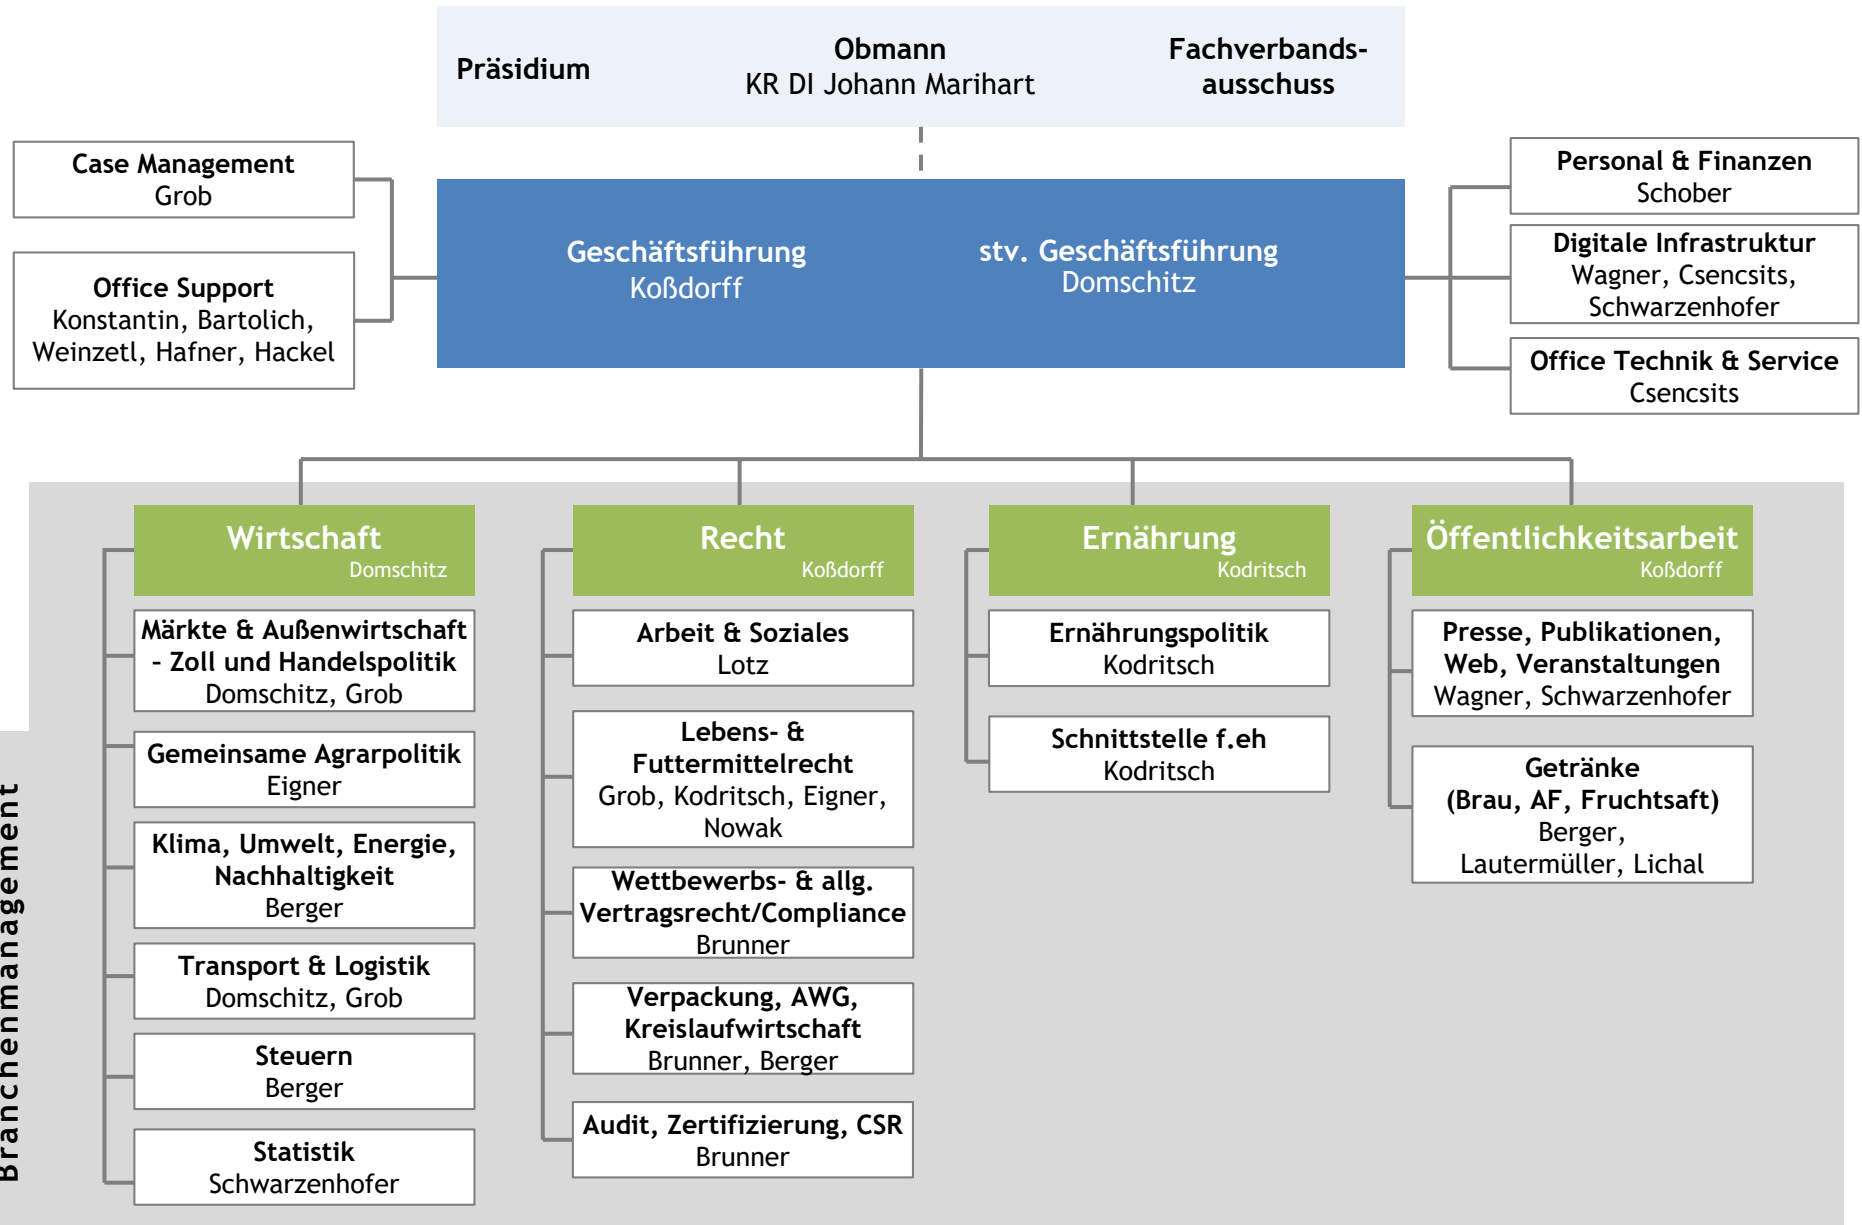 Präsidium
Obmann
KR DI Johann Marihart
Fachverbands-
ausschuss
Case Management
Grob
Office Support
Konstantin, Bartolich,
Weinzetl, Hafner, Hackel
Geschäftsführung
Koßdorff
stv. Geschäftsführung
Domschitz
Personal & Finanzen
Schober
Digitale Infrastruktur
Wagner, Csencsits,
Schwarzenhofer
Office Technik & Service
Csencsits
Branchenmanagement
Wirtschaft
Domschitz
Märkte & Außenwirtschaft
– Zoll und Handelspolitik
Domschitz, Grob
Gemeinsame Agrarpolitik
Eigner
Klima, Umwelt, Energie,
Nachhaltigkeit
Berger
Transport & Logistik
Domschitz, Grob
Steuern
Berger
Statistik
Schwarzenhofer
Recht
Koßdorff
Arbeit & Soziales
Lotz
Lebens- &
Futtermittelrecht
Grob, Kodritsch, Eigner,
Nowak
Wettbewerbs- & allg.
Vertragsrecht/Compliance
Brunner
Verpackung, AWG,
Kreislaufwirtschaft
Brunner, Berger
Audit, Zertifizierung, CSR
Brunner
Ernährung
Kodritsch
Ernährungspolitik
Kodritsch
Schnittstelle f.eh
Kodritsch
Öffentlichkeitsarbeit
Koßdorff
Presse, Publikationen,
Web, Veranstaltungen
Wagner, Schwarzenhofer
Getränke
(Brau, AF, Fruchtsaft)
Berger,
Lautermüller, Lichal